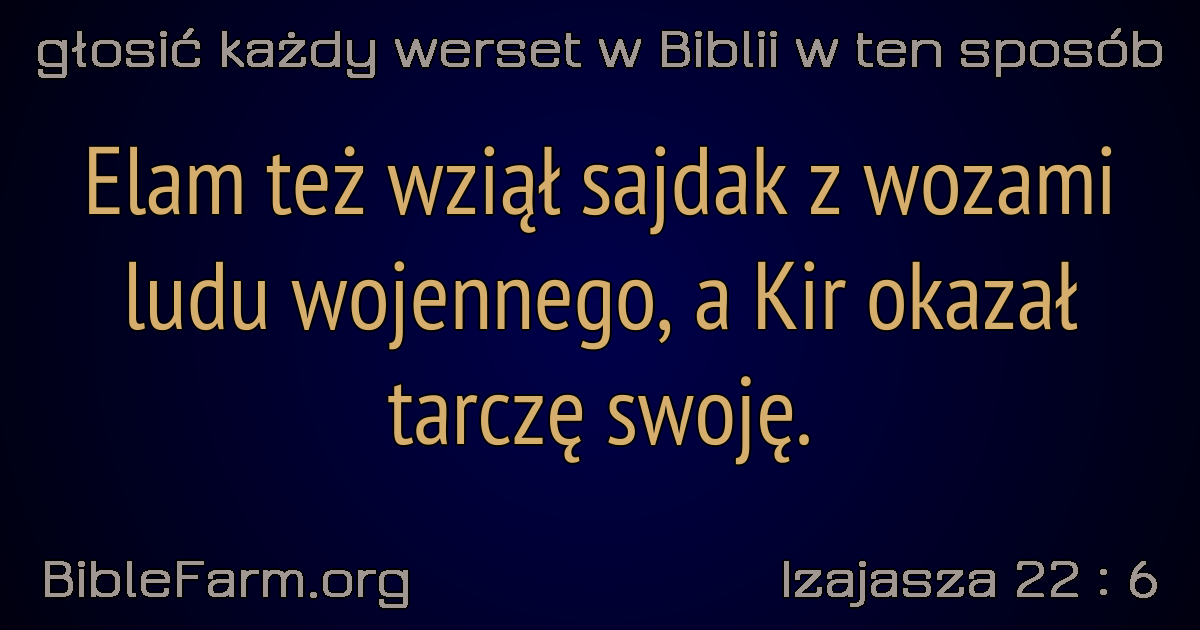 głosić każdy werset w Biblii w ten sposób
Elam też wziął sajdak z wozami
ludu wojennego, a Kir okazał
tarczę swoję.
BibleFarm.org
Izajasza 22 : 6